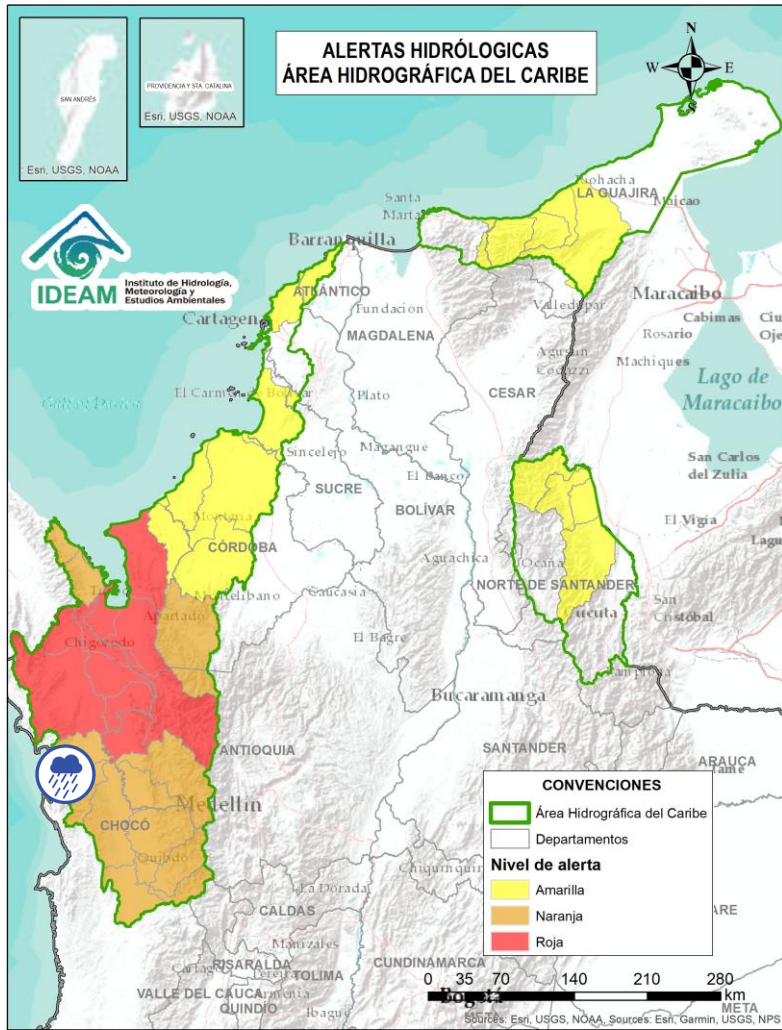 ALERTAS HIDRÓLOGICAS
ÁREA HIDROGRÁFICA DEL CARIBE
N
W
E
S
SAN ANDRÉS
PROVIDENCIA Y STA. CATALINA
Esri, USGS, NOAA
Esri, USGS, NOAA
IDEAM
Instituto de Hidrología,
Meteorología y
Estudios Ambientales
Riohacha
LA GUAJIRA
Maicao
Santa
Marta
Barranquilla
ATLÁNTICO
Cartagena
Fundación
MAGDALENA
Valledupar
Maracaibo
Cabimas
Rosario
Machiques
Agustín
Codazzi
CESAR
Lago de
Maracaibo
El Carmen de Bolívar
Plato
Sincelejo
Magangue
El Banco
SUCRE
BOLÍVAR
San Carlos
del Zulia
El Vigía
Montería
CÓRDOBA
Aguachica
Ocaña
NORTE DE SANTANDER
Montelíbano
Caucasia
Apartado
Chigorodo
El Bagre
Cucuta
San
Cristóbal
Pamplona
Bucaramanga
ANTIOQUIA
SANTANDER
ARAUCA
Medellín
CHOCÓ
Quibdó
La Dorada
CALDAS
Manizales
RISARALDA
Pereira
TOLIMA
CUNDINAMARCA
VALLE DEL CAUCA
Armenia
QUINDÍO
Ibague
Bogotá
META
META
CONVENCIONES
Área Hidrográfica del Caribe
Departamentos
Nivel de alerta
Amarilla
Naranja
Roja
0 35 70 140 210 280
km
Sources: Esri, USGS, NOAA, Sources: Esri, Garmin, USGS, NPS